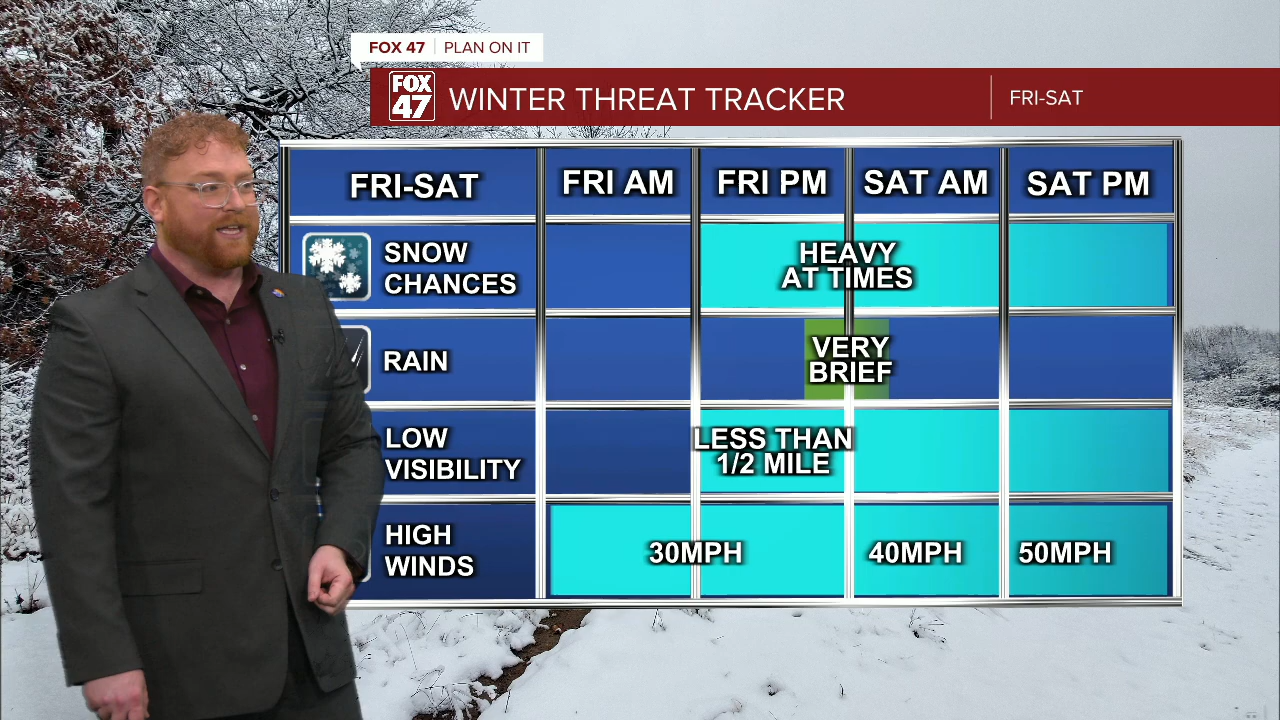 FOX 47 PLAN ON IT
FOX 47 WINTER THREAT TRACKER FRI-SAT
FRI-SAT FRI AM FRI PM SAT AM SAT PM
SNOW
CHANCES
HEAVY
AT TIMES
RAIN
VERY
BRIEF
LOW
VISIBILITY
LESS THAN
1/2 MILE
HIGH
WINDS
30MPH 40MPH 50MPH